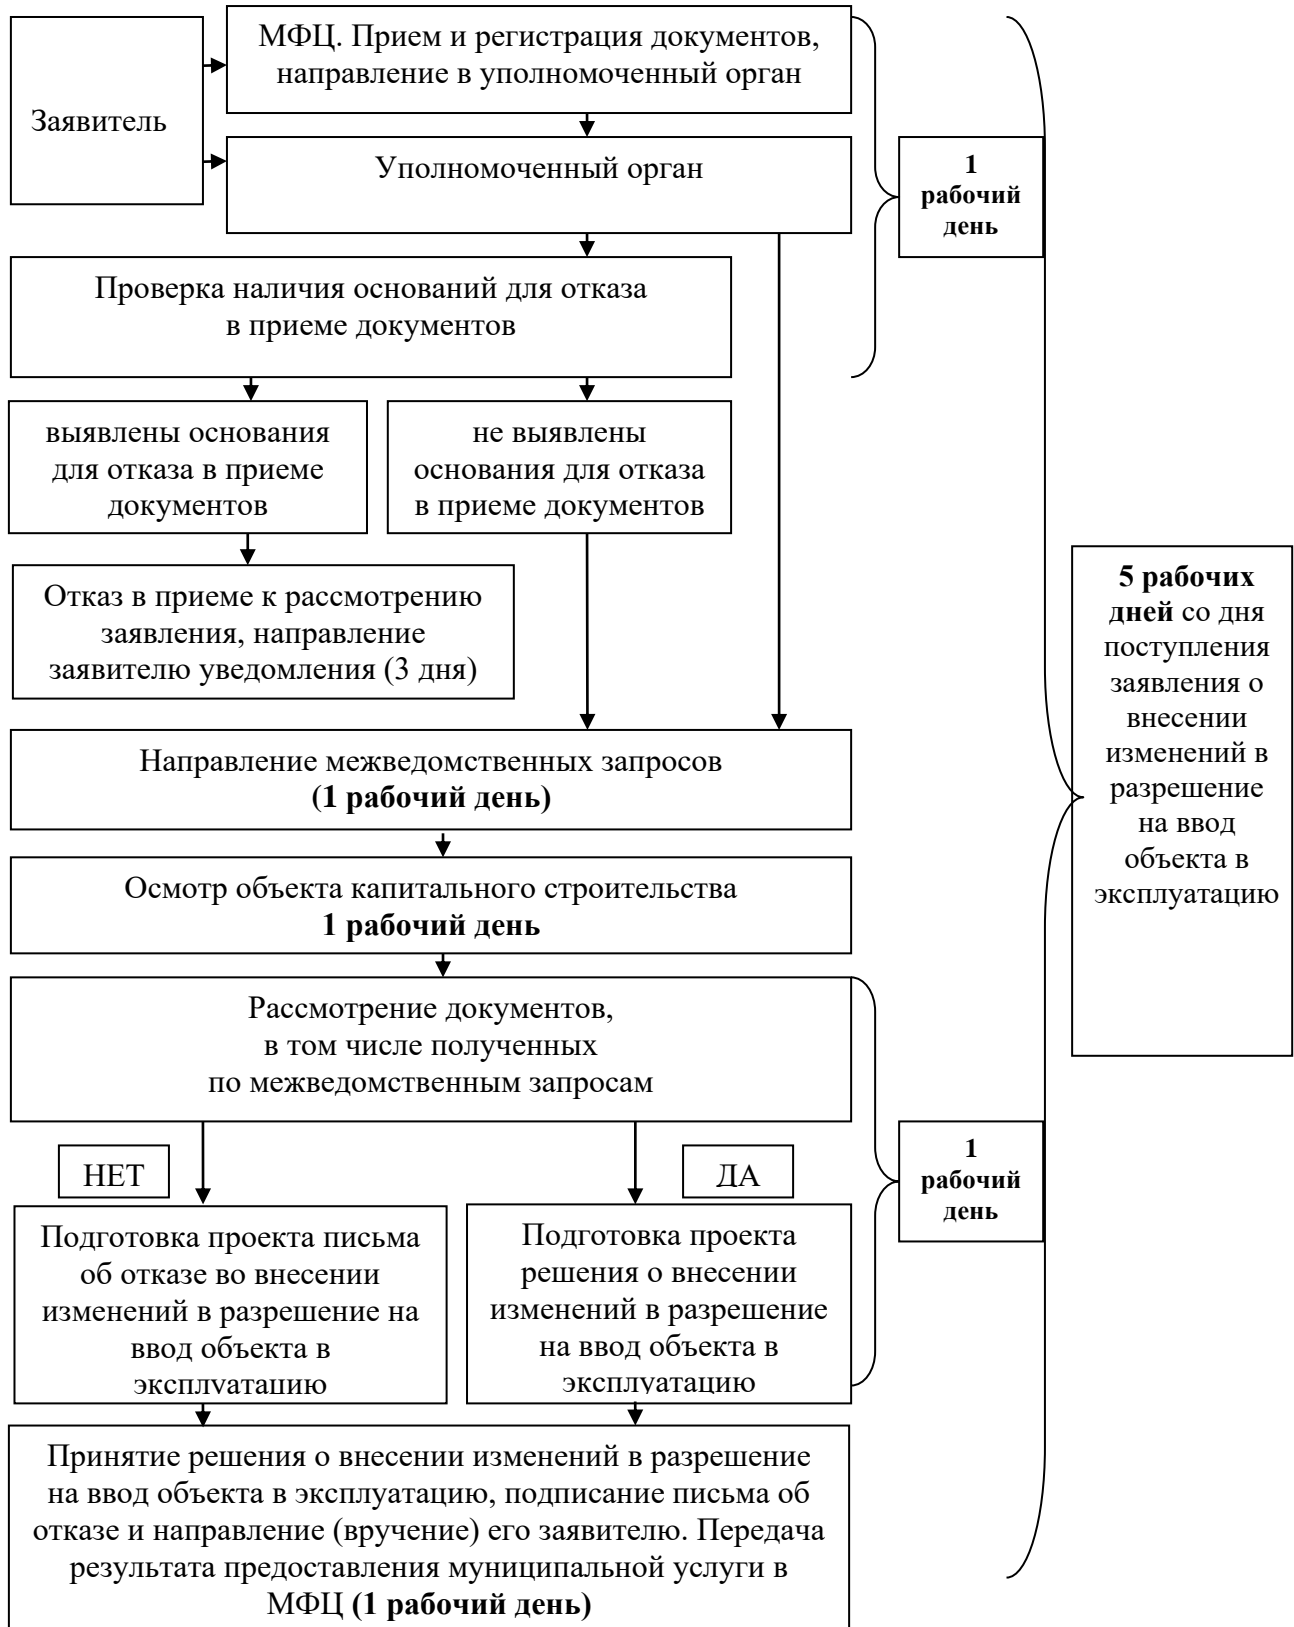 МФЦ. Прием и регистрация документов,
направление в уполномоченный орган
Заявитель
Уполномоченный орган
1
рабочий
день
Проверка наличия оснований для отказа
в приеме документов
выявлены основания
для отказа в приеме
документов
не выявлены
основания для отказа
в приеме документов
Отказ в приеме к рассмотрению
заявления, направление
заявителю уведомления (3 дня)
5 рабочих
дней со дня
поступления
заявления о
внесении
изменений в
разрешение
на ввод
объекта в
эксплуатацию
Направление межведомственных запросов
(1 рабочий день)
Осмотр объекта капитального строительства
1 рабочий день
Рассмотрение документов,
в том числе полученных
по межведомственным запросам
НЕТ
ДА
1
рабочий
день
Подготовка проекта письма
об отказе во внесении
изменений в разрешение на
ввод объекта в
эксплуатацию
Подготовка проекта
решения о внесении
изменений в разрешение
на ввод объекта в
эксплуатацию
Принятие решения о внесении изменений в разрешение
на ввод объекта в эксплуатацию, подписание письма об
отказе и направление (вручение) его заявителю. Передача
результата предоставления муниципальной услуги в
МФЦ (1 рабочий день)